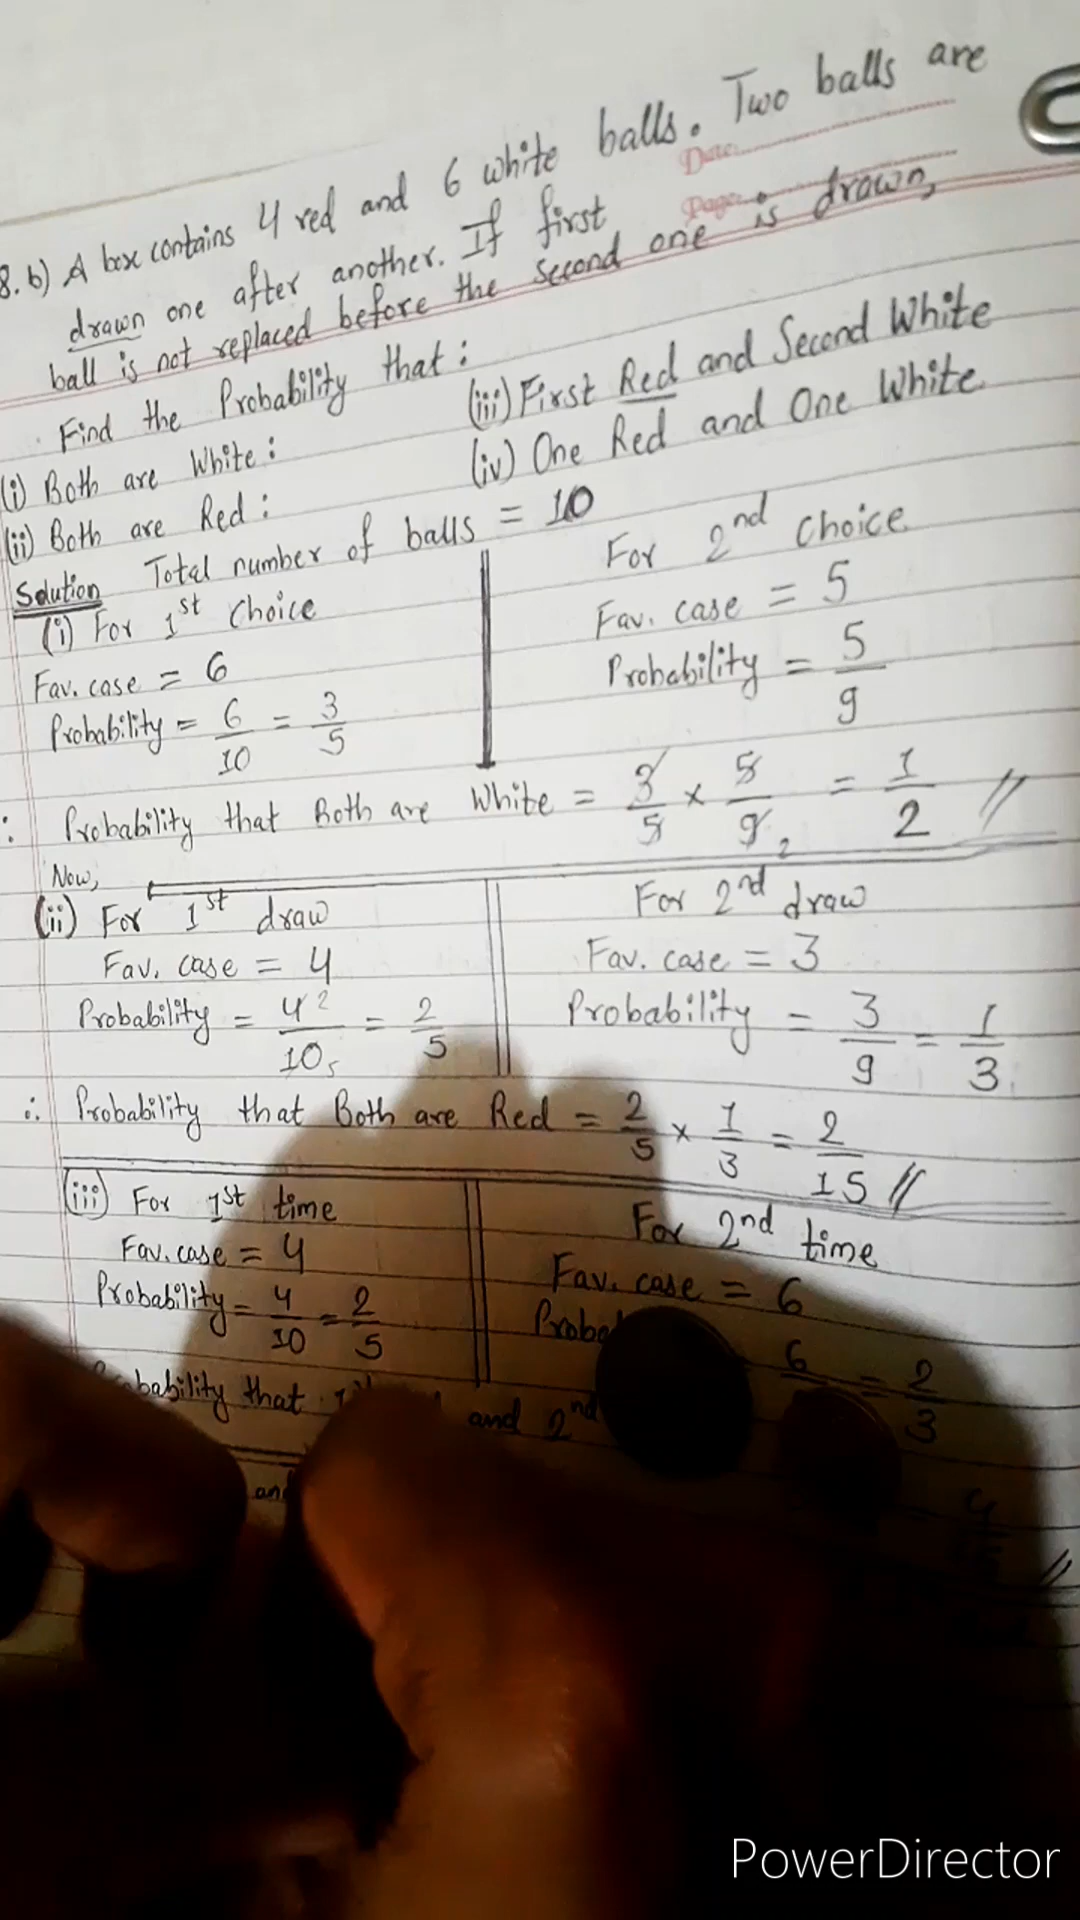 8.b) A box contains 4 red and 6 white balls. Two balls are
Date:
Page:
drawn one after another. If first
ball is not replaced before the second one is drawn,
Find the Probability that:
(i) Both are White:
(iii) First Red and Second White
(ii) Both are Red:
(iv) One Red and One White
Solution Total number of balls = 10
(i) For 1st Choice
For 2nd Choice
Fav. case = 6
Fav. case = 5
Probability = 6/10 = 3/5
Probability = 5/9
∴ Probability that Both are White = 3/5 × 5/9 2 = 1/2 //
Now,
(ii) For 1st draw
For 2nd draw
Fav. case = 4
Fav. case = 3
Probability = 4 2/10 5 = 2/5
Probability = 3/9 = 1/3
∴ Probability that Both are Red = 2/5 × 1/3 = 2/15 //
(iii) For 1st time
For 2nd time
Fav. case = 4
Fav. case = 6
Probability = 4/10 = 2/5
6 = 2/3
that and 2nd
PowerDirector